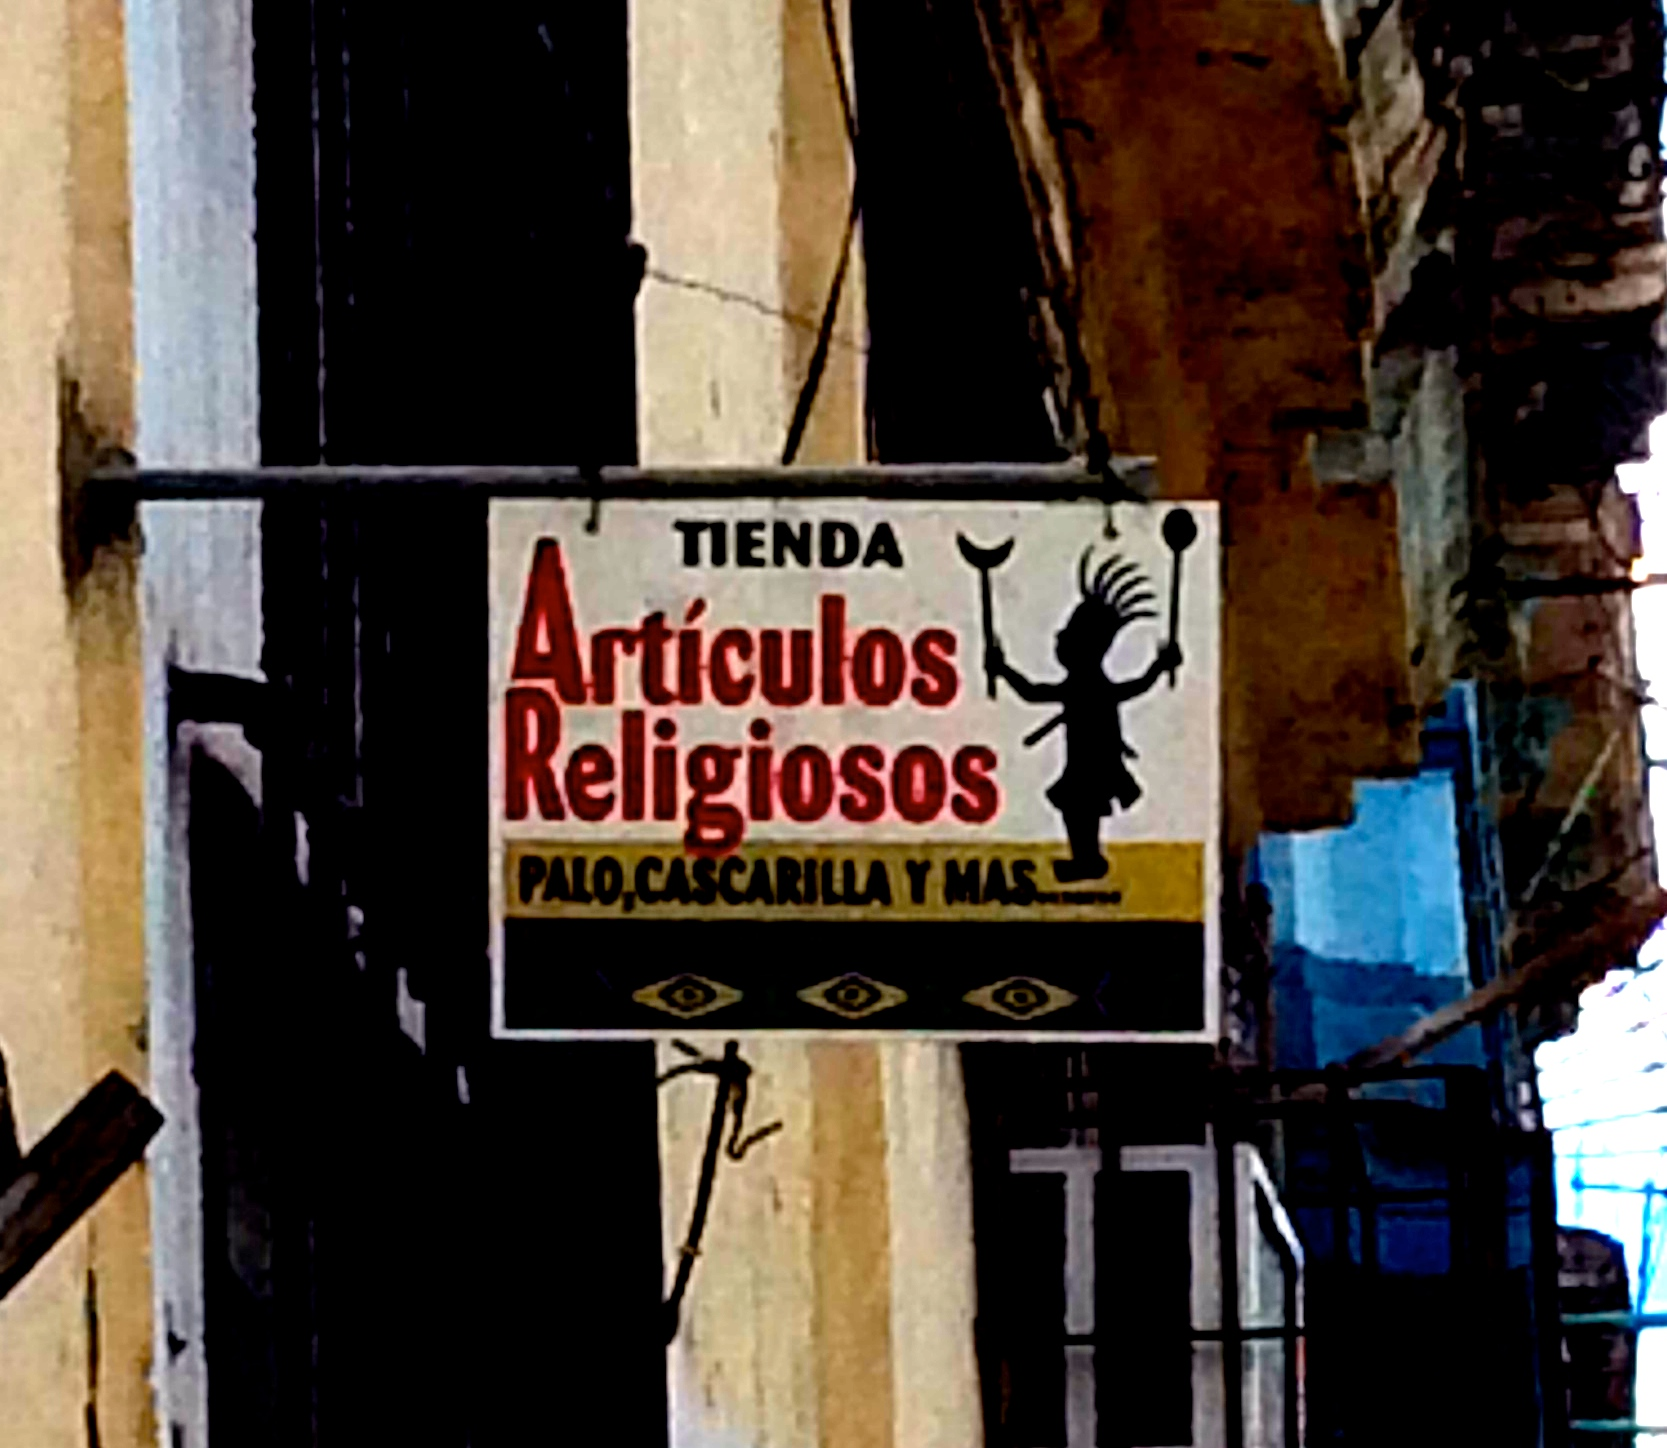 TIENDA
Artículos
Religiosos
PALO,CASCARILLA Y MAS.......